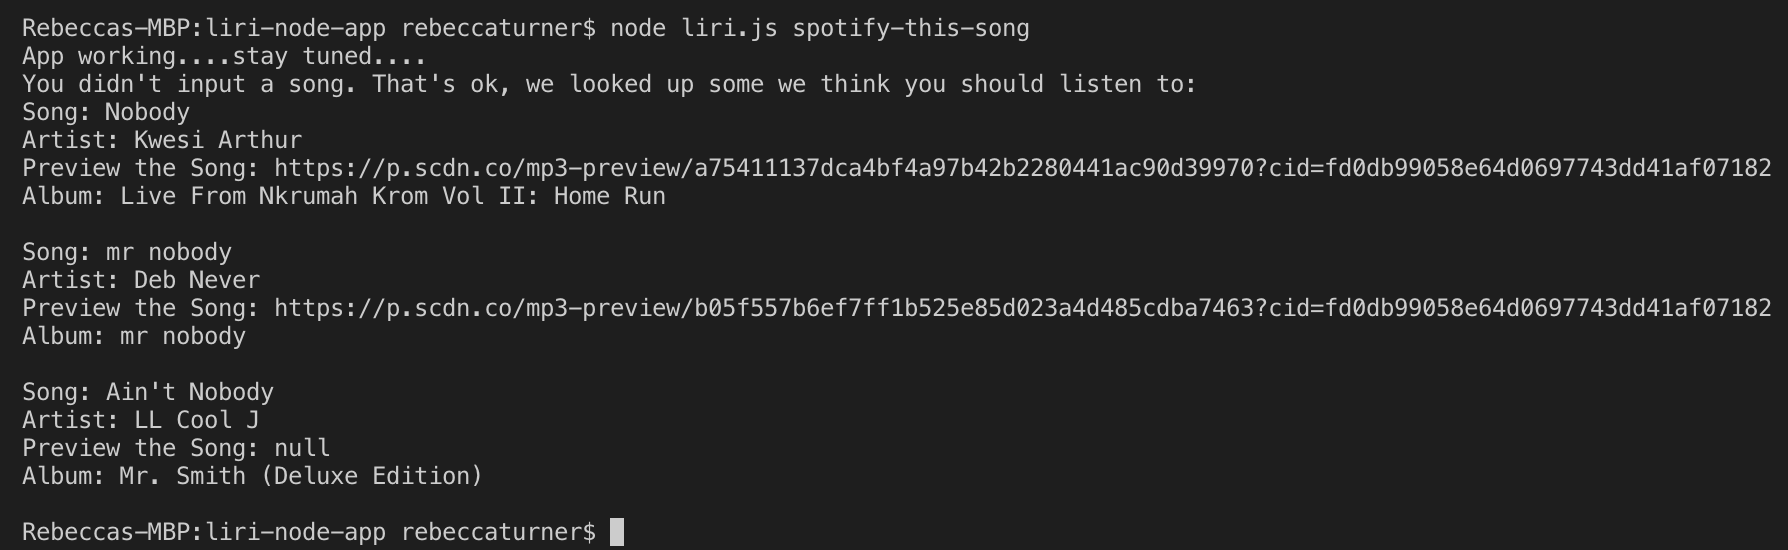 Rebeccas-MBP:liri-node-app rebeccaturner$ node liri.js spotify-this-song
App working....stay tuned....
You didn't input a song. That's ok, we looked up some we think you should listen to:
Song: Nobody
Artist: Kwesi Arthur
Preview the Song: https://p.scdn.co/mp3-preview/a75411137dca4bf4a97b42b2280441ac90d39970?cid=fd0db99058e64d0697743dd41af07182
Album: Live From Nkrumah Krom Vol II: Home Run

Song: mr nobody
Artist: Deb Never
Preview the Song: https://p.scdn.co/mp3-preview/b05f557b6ef7ff1b525e85d023a4d485cdba7463?cid=fd0db99058e64d0697743dd41af07182
Album: mr nobody

Song: Ain't Nobody
Artist: LL Cool J
Preview the Song: null
Album: Mr. Smith (Deluxe Edition)

Rebeccas-MBP:liri-node-app rebeccaturner$